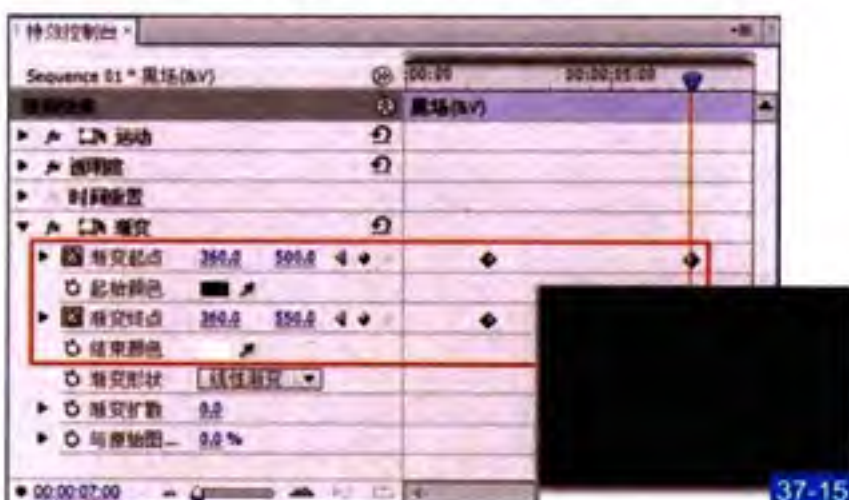 特效控制台
Sequence 01 * 黑场(&V)
:00:00 00:00:05:00
视频效果 黑场(&V)
运动
透明度
时间重置
渐变
渐变起点 360.0 500.0
起始颜色
渐变终点 360.0 550.0
结束颜色
渐变形状 线性渐变
渐变扩散 0.0
与原始图... 0.0 %
00:00:07:00
37-15